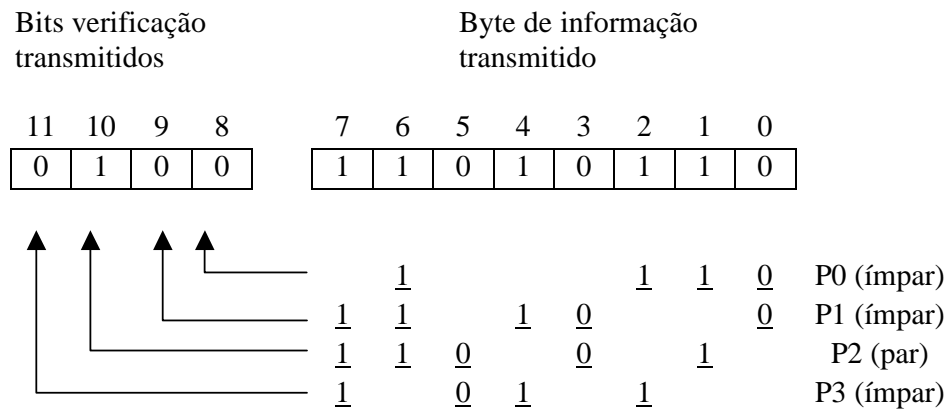 Bits verificação Byte de informação
transmitidos transmitido
11 10 9 8 7 6 5 4 3 2 1 0
0 1 0 0 1 1 0 1 0 1 1 0
1 1 1 0 P0 (ímpar)
1 1 1 0 0 P1 (ímpar)
1 1 0 0 1 P2 (par)
1 0 1 1 P3 (ímpar)